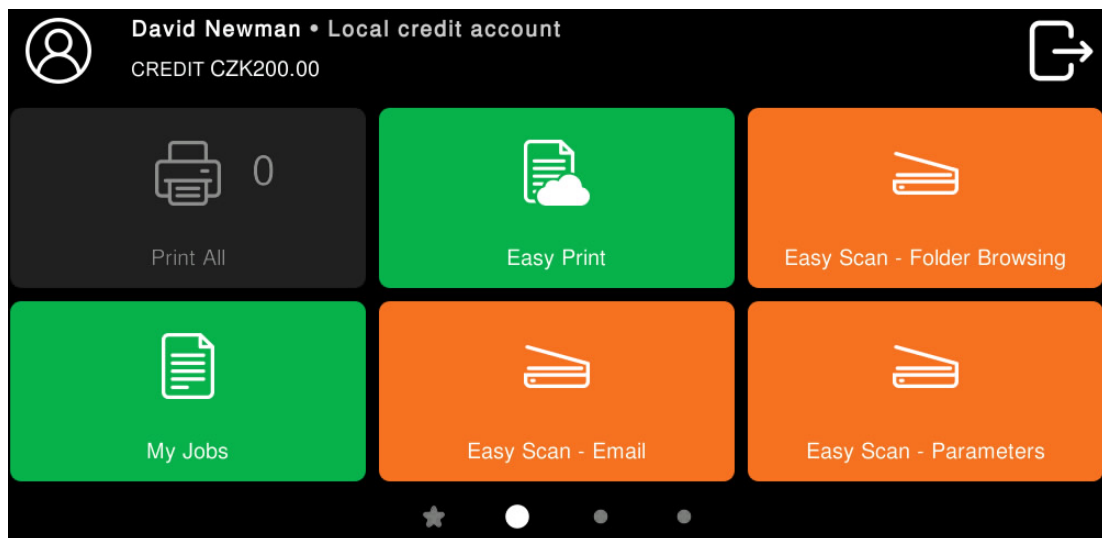 David Newman • Local credit account
CREDIT CZK200.00
0
Print All
Easy Print
Easy Scan - Folder Browsing
My Jobs
Easy Scan - Email
Easy Scan - Parameters